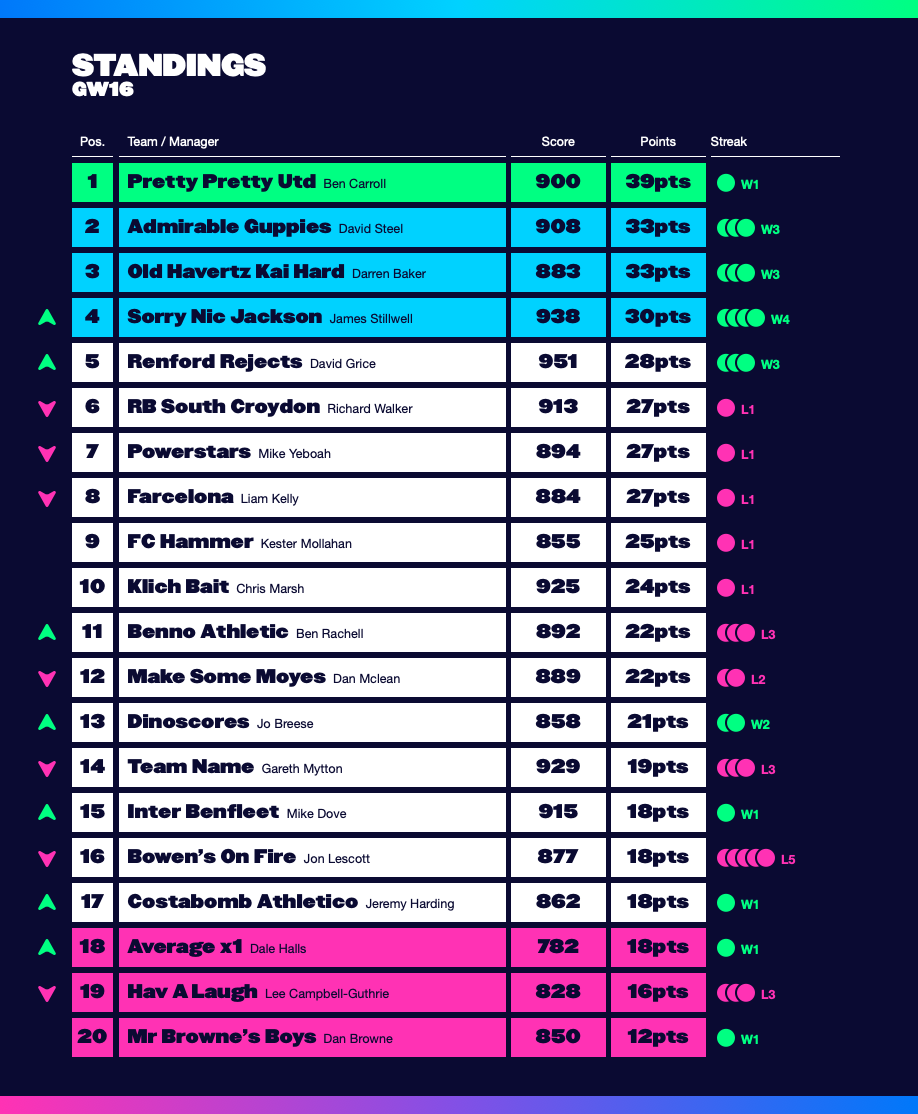 STANDINGS
GW16
Pos. Team / Manager Score Points Streak
1 Pretty Pretty Utd Ben Carroll 900 39pts W1
2 Admirable Guppies David Steel 908 33pts W3
3 Old Havertz Kai Hard Darren Baker 883 33pts W3
4 Sorry Nic Jackson James Stillwell 938 30pts W4
5 Renford Rejects David Grice 951 28pts W3
6 RB South Croydon Richard Walker 913 27pts L1
7 Powerstars Mike Yeboah 894 27pts L1
8 Farcelona Liam Kelly 884 27pts L1
9 FC Hammer Kester Mollahan 855 25pts L1
10 Klich Bait Chris Marsh 925 24pts L1
11 Benno Athletic Ben Rachell 892 22pts L3
12 Make Some Moyes Dan Mclean 889 22pts L2
13 Dinoscores Jo Breese 858 21pts W2
14 Team Name Gareth Mytton 929 19pts L3
15 Inter Benfleet Mike Dove 915 18pts W1
16 Bowen’s On Fire Jon Lescott 877 18pts L5
17 Costabomb Athletico Jeremy Harding 862 18pts W1
18 Average x1 Dale Halls 782 18pts W1
19 Hav A Laugh Lee Campbell-Guthrie 828 16pts L3
20 Mr Browne’s Boys Dan Browne 850 12pts W1